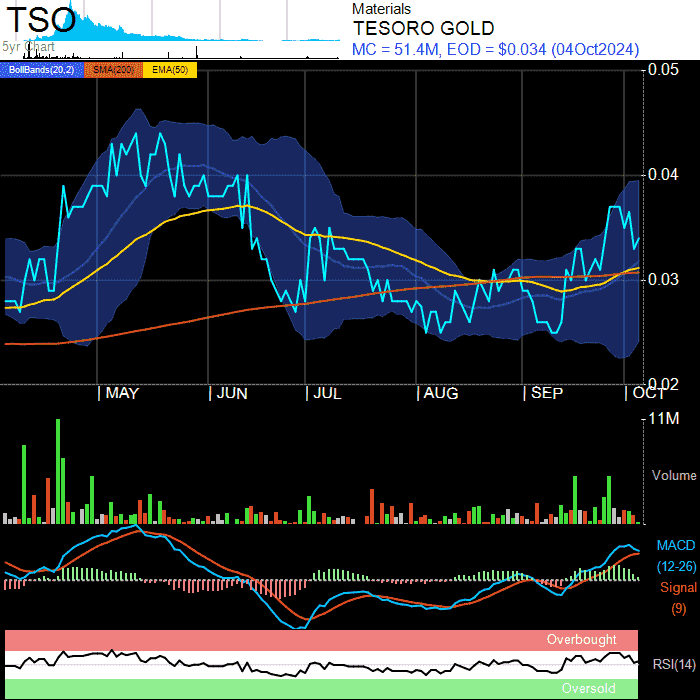 TSO
5yr Chart
Materials
TESORO GOLD
MC = 51.4M, EOD = $0.034 (04Oct2024)
BollBands(20,2) SMA(200) EMA(50)
0.05
0.04
0.03
0.02
MAY JUN JUL AUG SEP OCT
11M
Volume
MACD
(12-26)
Signal
(9)
Overbought
RSI(14)
Oversold